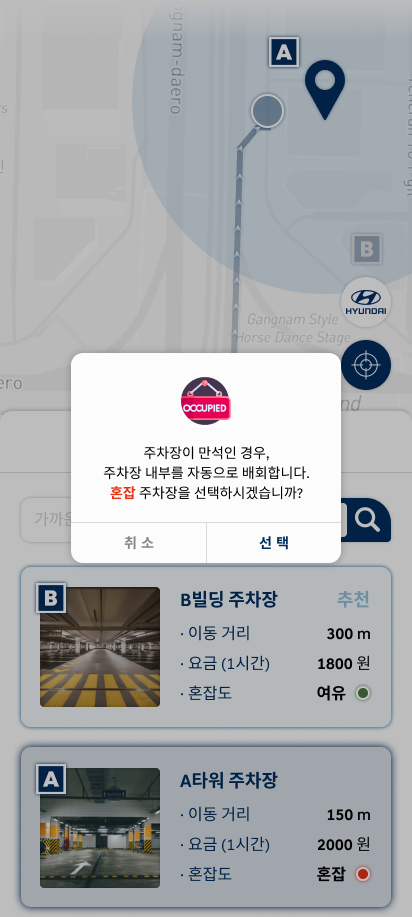 gnam-daero
A
B
HYUNDAI
Gangnam Style
Horse Dance Stage
ero
nd
OCCUPIED
주차장이 만석인 경우,
주차장 내부를 자동으로 배회합니다.
혼잡 주차장을 선택하시겠습니까?
취 소
선 택
가까운
B
B빌딩 주차장
추천
· 이동 거리
300 m
· 요금 (1시간)
1800 원
· 혼잡도
여유
A
A타워 주차장
· 이동 거리
150 m
· 요금 (1시간)
2000 원
· 혼잡도
혼잡